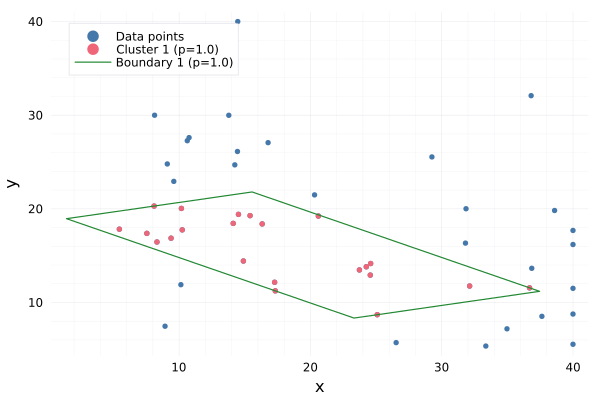 40
Data points
Cluster 1 (p=1.0)
Boundary 1 (p=1.0)
30
y
20
10
10 20 30 40
x